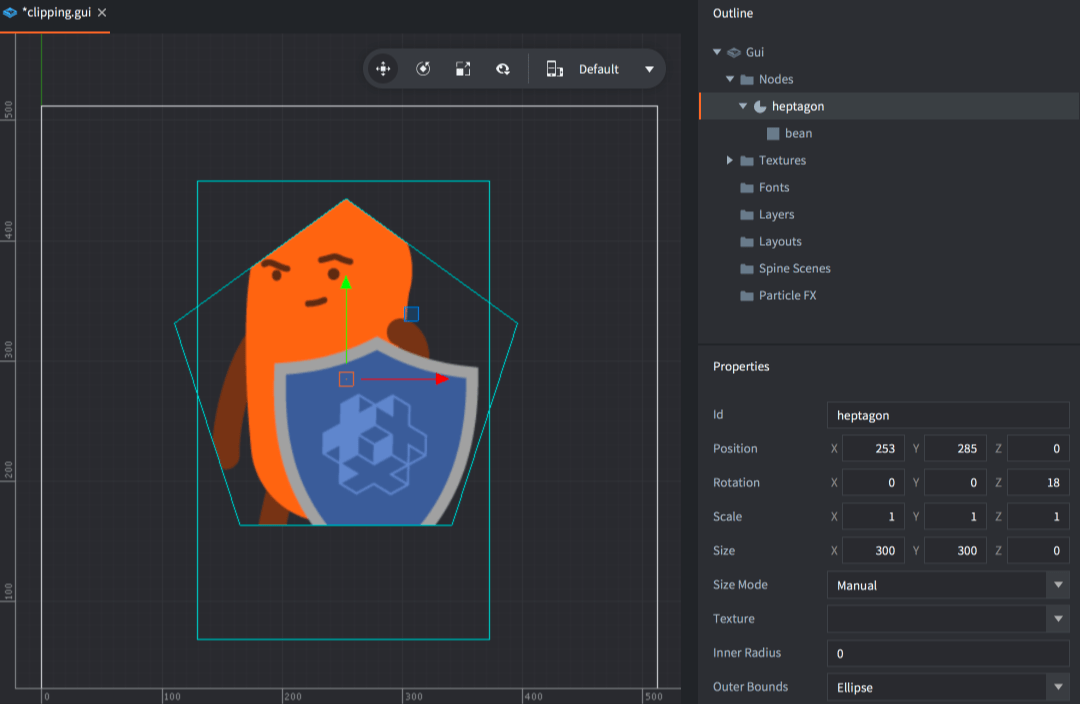 *clipping.gui
Default
500
400
300
200
100
0
100
200
300
400
500
Outline
Gui
Nodes
heptagon
bean
Textures
Fonts
Layers
Layouts
Spine Scenes
Particle FX
Properties
Id heptagon
Position X 253 Y 285 Z 0
Rotation X 0 Y 0 Z 18
Scale X 1 Y 1 Z 1
Size X 300 Y 300 Z 0
Size Mode Manual
Texture
Inner Radius 0
Outer Bounds Ellipse